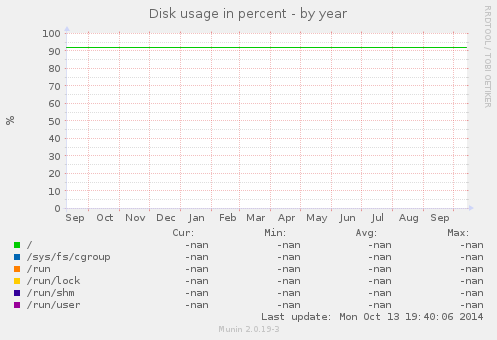 Disk usage in percent - by year
RRDTOOL / TOBI OETIKER
%
100
90
80
70
60
50
40
30
20
10
0
Sep Oct Nov Dec Jan Feb Mar Apr May Jun Jul Aug Sep
Cur: Min: Avg: Max:
/ -nan -nan -nan -nan
/sys/fs/cgroup -nan -nan -nan -nan
/run -nan -nan -nan -nan
/run/lock -nan -nan -nan -nan
/run/shm -nan -nan -nan -nan
/run/user -nan -nan -nan -nan
Last update: Mon Oct 13 19:40:06 2014
Munin 2.0.19-3